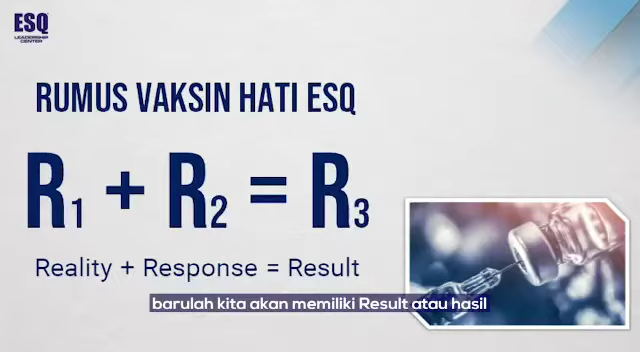 ESQ
LEADERSHIP
CENTER
RUMUS VAKSIN HATI ESQ
R1 + R2 = R3
Reality + Response = Result
barulah kita akan memiliki Result atau hasil